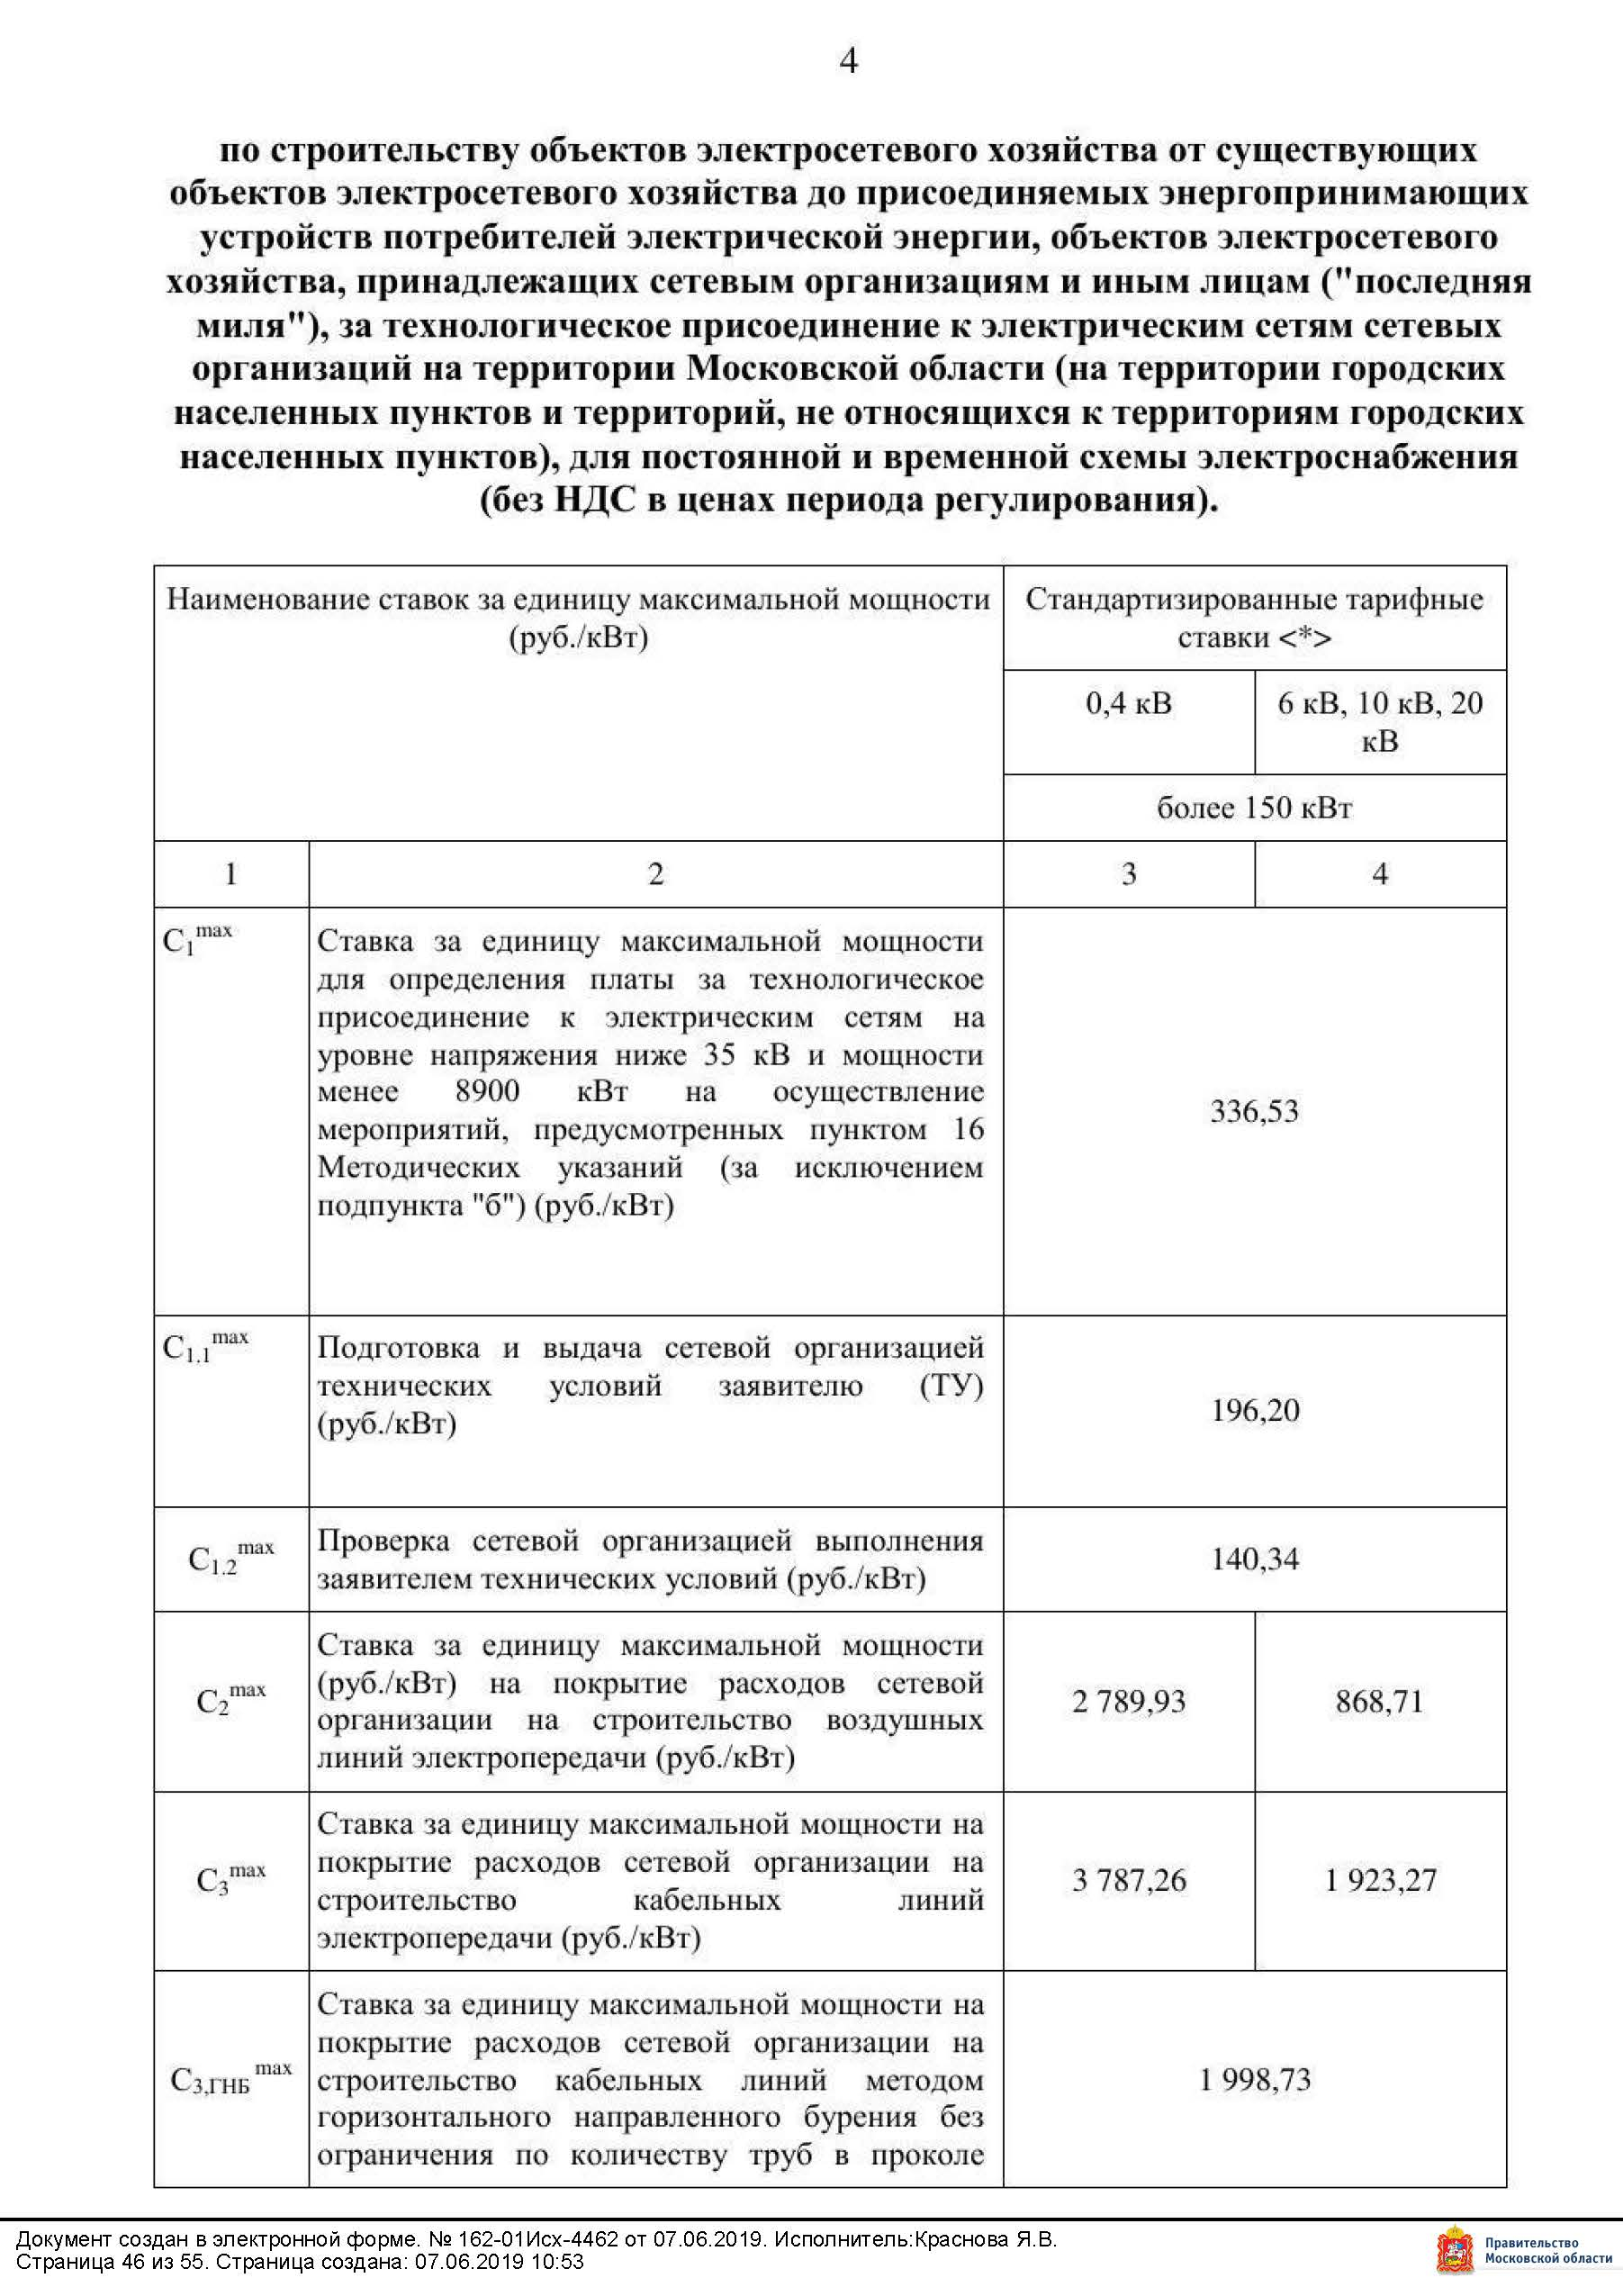 4
по строительству объектов электросетевого хозяйства от существующих
объектов электросетевого хозяйства до присоединяемых энергопринимающих
устройств потребителей электрической энергии, объектов электросетевого
хозяйства, принадлежащих сетевым организациям и иным лицам ("последняя
миля"), за технологическое присоединение к электрическим сетям сетевых
организаций на территории Московской области (на территории городских
населенных пунктов и территорий, не относящихся к территориям городских
населенных пунктов), для постоянной и временной схемы электроснабжения
(без НДС в ценах периода регулирования).
Наименование ставок за единицу максимальной мощности
(руб./кВт)
Стандартизированные тарифные
ставки <*>
0,4 кВ
6 кВ, 10 кВ, 20
кВ
более 150 кВт
1
2
3
4
C1max
Ставка за единицу максимальной мощности
для определения платы за технологическое
присоединение к электрическим сетям на
уровне напряжения ниже 35 кВ и мощности
менее 8900 кВт на осуществление
мероприятий, предусмотренных пунктом 16
Методических указаний (за исключением
подпункта "б") (руб./кВт)
336,53
C1.1max
Подготовка и выдача сетевой организацией
технических условий заявителю (ТУ)
(руб./кВт)
196,20
C1.2max
Проверка сетевой организацией выполнения
заявителем технических условий (руб./кВт)
140,34
C2max
Ставка за единицу максимальной мощности
(руб./кВт) на покрытие расходов сетевой
организации на строительство воздушных
линий электропередачи (руб./кВт)
2 789,93
868,71
C3max
Ставка за единицу максимальной мощности на
покрытие расходов сетевой организации на
строительство кабельных линий
электропередачи (руб./кВт)
3 787,26
1 923,27
C3,ГНБmax
Ставка за единицу максимальной мощности на
покрытие расходов сетевой организации на
строительство кабельных линий методом
горизонтального направленного бурения без
ограничения по количеству труб в проколе
1 998,73
Документ создан в электронной форме. № 162-01Исх-4462 от 07.06.2019. Исполнитель:Краснова Я.В.
Страница 46 из 55. Страница создана: 07.06.2019 10:53
Правительство
Московской области